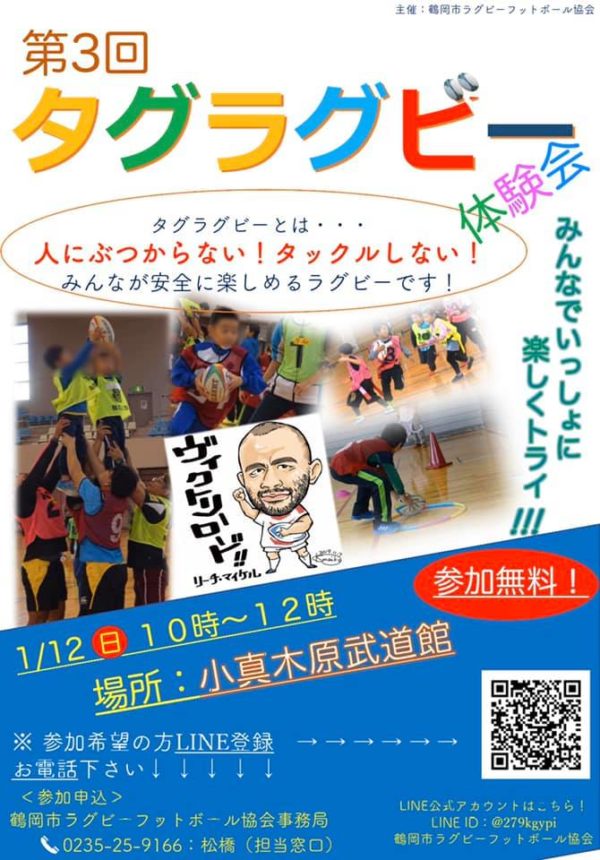 主催：鶴岡市ラグビーフットボール協会
第3回
タグラグビー
体験会
タグラグビーとは・・・
人にぶつからない！タックルしない！
みんなが安全に楽しめるラグビーです！
みんなでいっしょに
楽しくトライ!!!
ヴィクトリーロード!!
リーチ・マイケル
参加無料！
1/12 日 10時～12時
場所：小真木原武道館
※ 参加希望の方LINE登録 →→→→→→
お電話下さい↓↓↓↓↓
＜参加申込＞
鶴岡市ラグビーフットボール協会事務局
0235-25-9166：松橋（担当窓口）
LINE公式アカウントはこちら！
LINE ID：@279kgypi
鶴岡市ラグビーフットボール協会